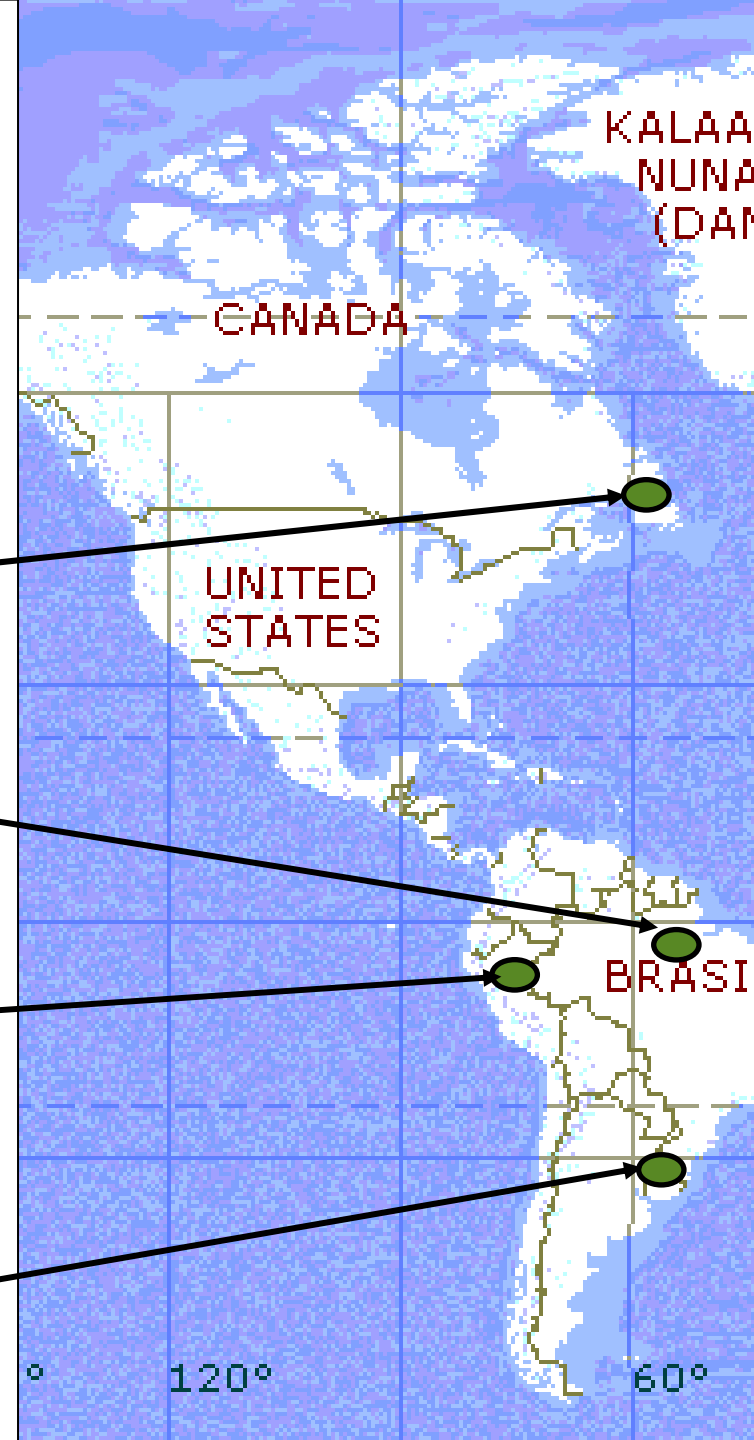 KALAA
NUNA
(DAN
CANADA
UNITED
STATES
BRASI
°
120°
60°